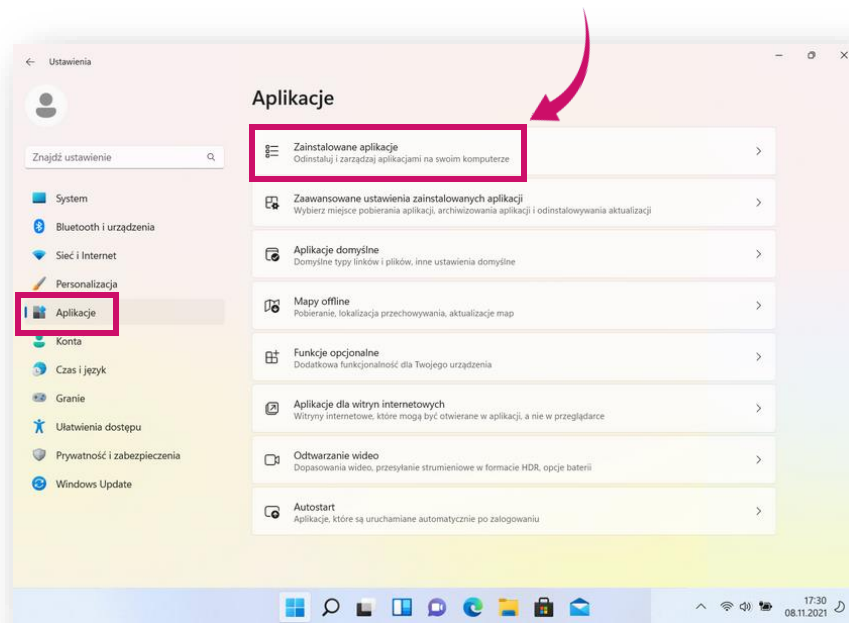 Ustawienia
Aplikacje
Znajdź ustawienie
System
Bluetooth i urządzenia
Sieć i Internet
Personalizacja
Aplikacje
Konta
Czas i język
Granie
Ułatwienia dostępu
Prywatność i zabezpieczenia
Windows Update
Zainstalowane aplikacje
Odinstaluj i zarządzaj aplikacjami na swoim komputerze
Zaawansowane ustawienia zainstalowanych aplikacji
Wybierz miejsce pobierania aplikacji, archiwizowania aplikacji i odinstalowywania aktualizacji
Aplikacje domyślne
Domyślne typy linków i plików, inne ustawienia domyślne
Mapy offline
Pobieranie, lokalizacja przechowywania, aktualizacje map
Funkcje opcjonalne
Dodatkowa funkcjonalność dla Twojego urządzenia
Aplikacje dla witryn internetowych
Witryny internetowe, które mogą być otwierane w aplikacji, a nie w przeglądarce
Odtwarzanie wideo
Dopasowania wideo, przesyłanie strumieniowe w formacie HDR, opcje baterii
Autostart
Aplikacje, które są uruchamiane automatycznie po zalogowaniu
17:30
08.11.2021